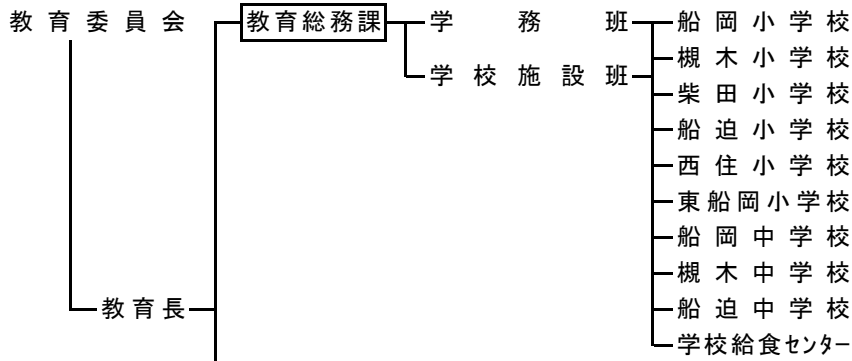 教育委員会 教育総務課 学務班 船岡小学校
槻木小学校
学校施設班
柴田小学校
船迫小学校
西住小学校
東船岡小学校
船岡中学校
槻木中学校
教育長 船迫中学校
学校給食センター